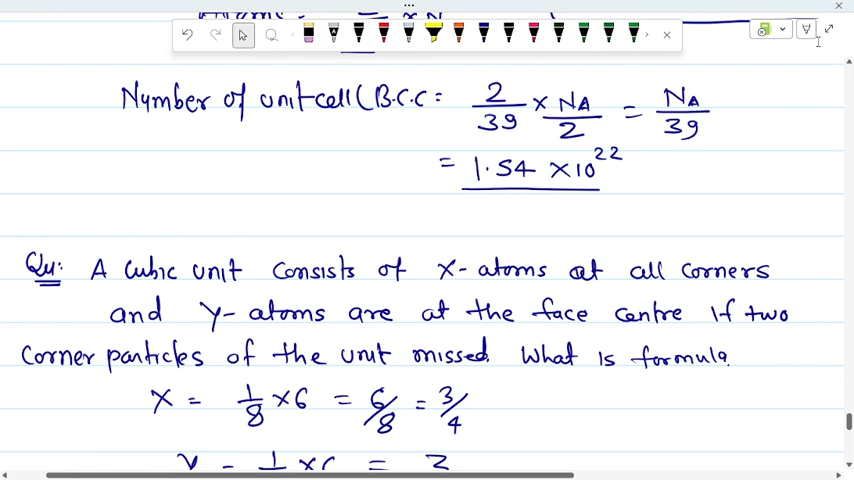 Number of unit cell (B.C.C = 2/39 × NA/2 = NA/39
= 1.54 × 10^22
Qu: A cubic unit consists of X-atoms at all corners
and Y-atoms are at the face centre If two
corner particles of the unit missed. What is formula.
X = 1/8 × 6 = 6/8 = 3/4